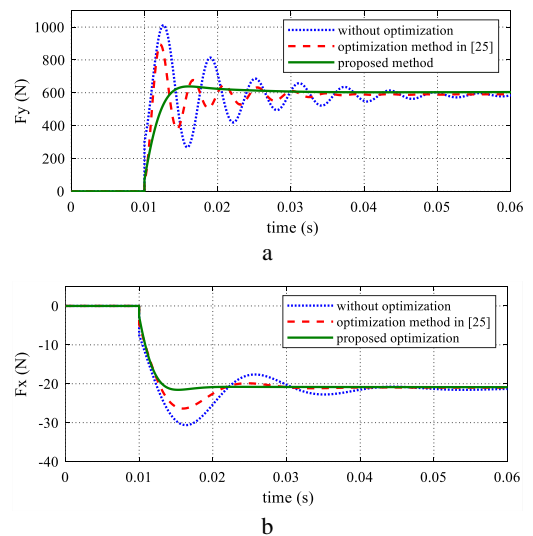 1000
800
600
400
200
0
Fy (N)
without optimization
optimization method in [25]
proposed method
0 0.01 0.02 0.03 0.04 0.05 0.06
time (s)
a
0
-10
-20
-30
-40
Fx (N)
without optimization
optimization method in [25]
proposed optimization
0 0.01 0.02 0.03 0.04 0.05 0.06
time (s)
b